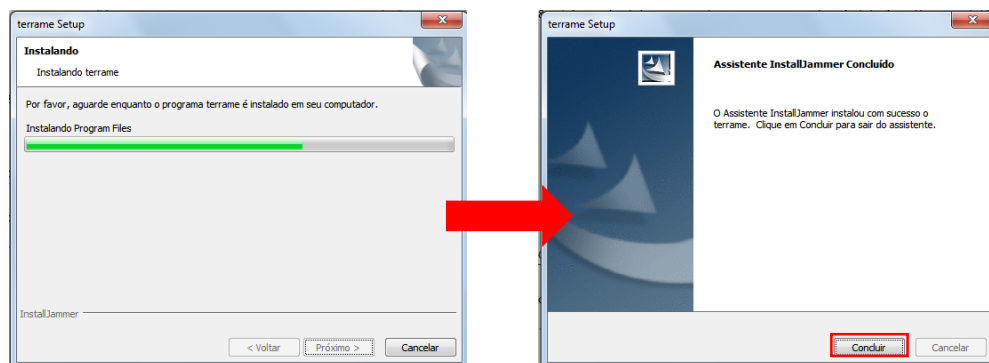 terrame Setup
Instalando
Instalando terrame
Por favor, aguarde enquanto o programa terrame é instalado em seu computador.
Instalando Program Files
InstallJammer
< Voltar
Próximo >
Cancelar
terrame Setup
Assistente InstallJammer Concluído
O Assistente InstallJammer instalou com sucesso o
terrame. Clique em Concluir para sair do assistente.
Concluir
Cancelar